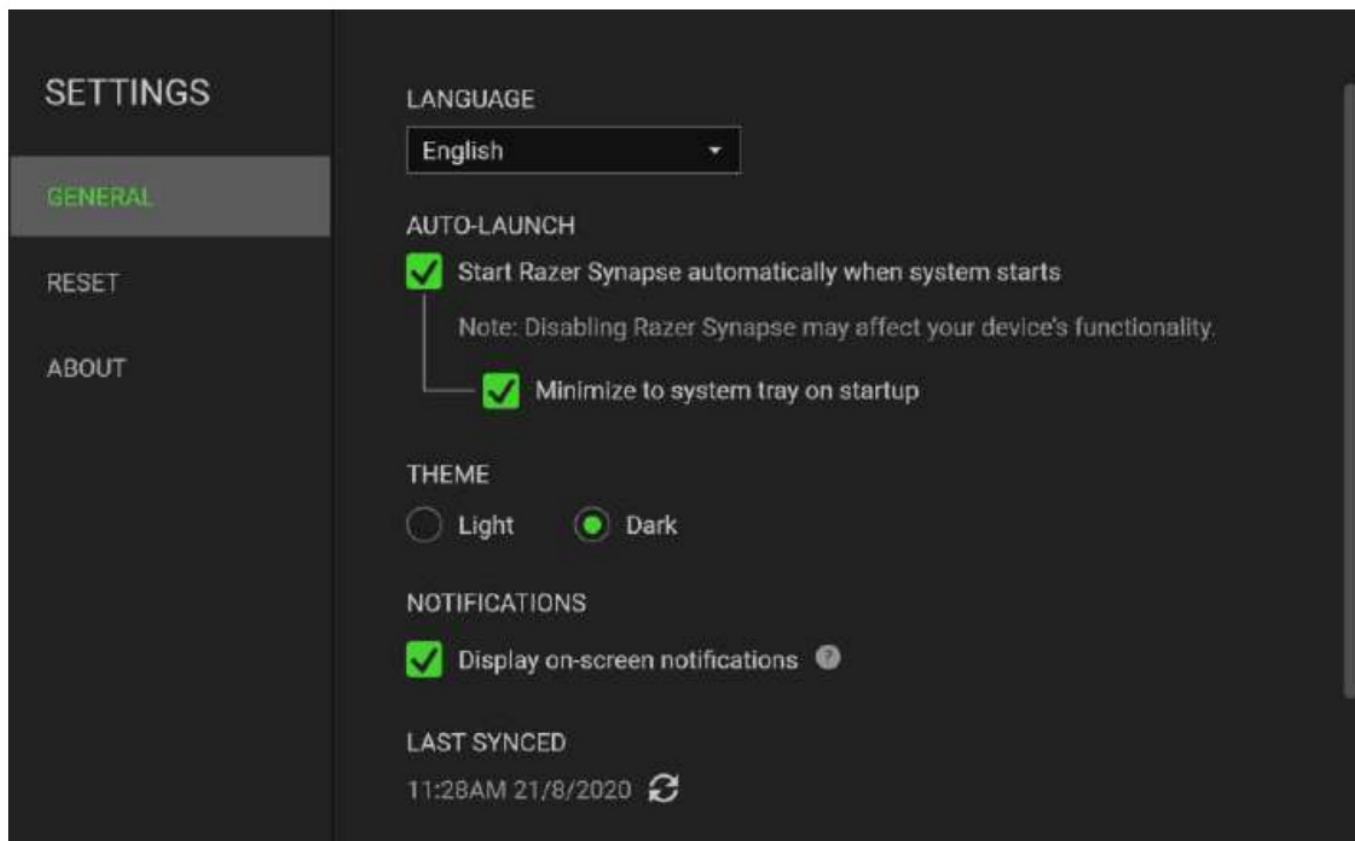 SETTINGS
GENERAL
RESET
ABOUT
LANGUAGE
English
AUTO-LAUNCH
Start Razer Synapse automatically when system starts
Note: Disabling Razer Synapse may affect your device's functionality.
Minimize to system tray on startup
THEME
Light Dark
NOTIFICATIONS
Display on-screen notifications ?
LAST SYNCED
11:28AM 21/8/2020